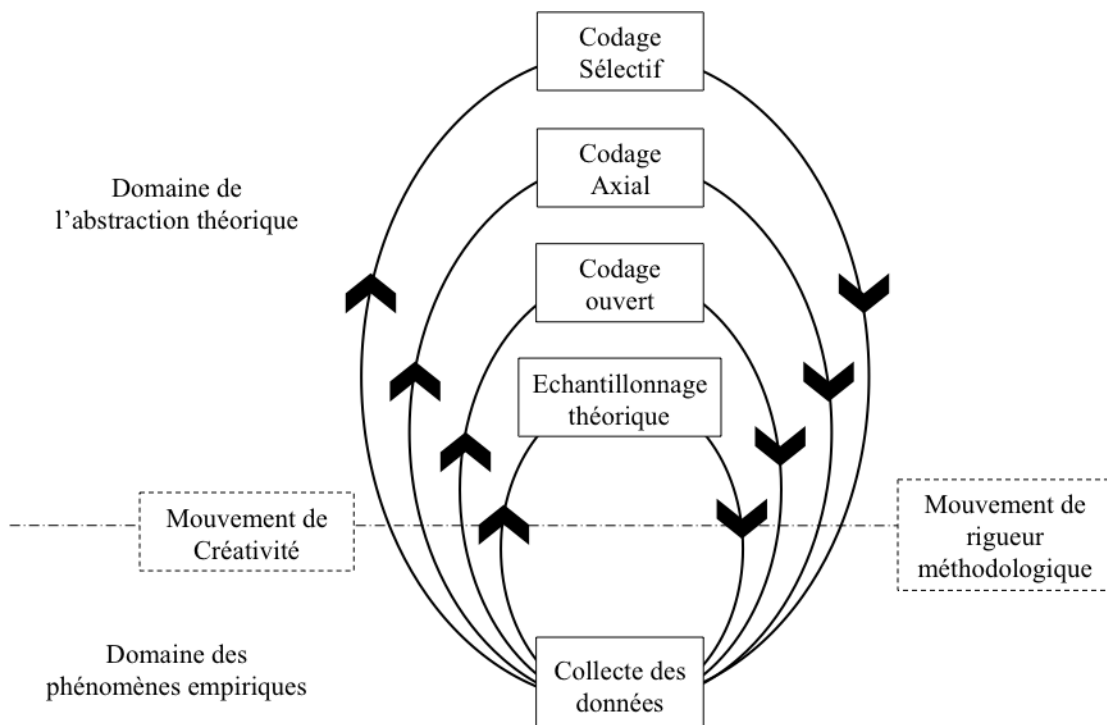 Codage
Sélectif
Codage
Axial
Domaine de
l’abstraction théorique
Codage
ouvert
Echantillonnage
théorique
Mouvement de
Créativité
Mouvement de
rigueur
méthodologique
Domaine des
phénomènes empiriques
Collecte des
données